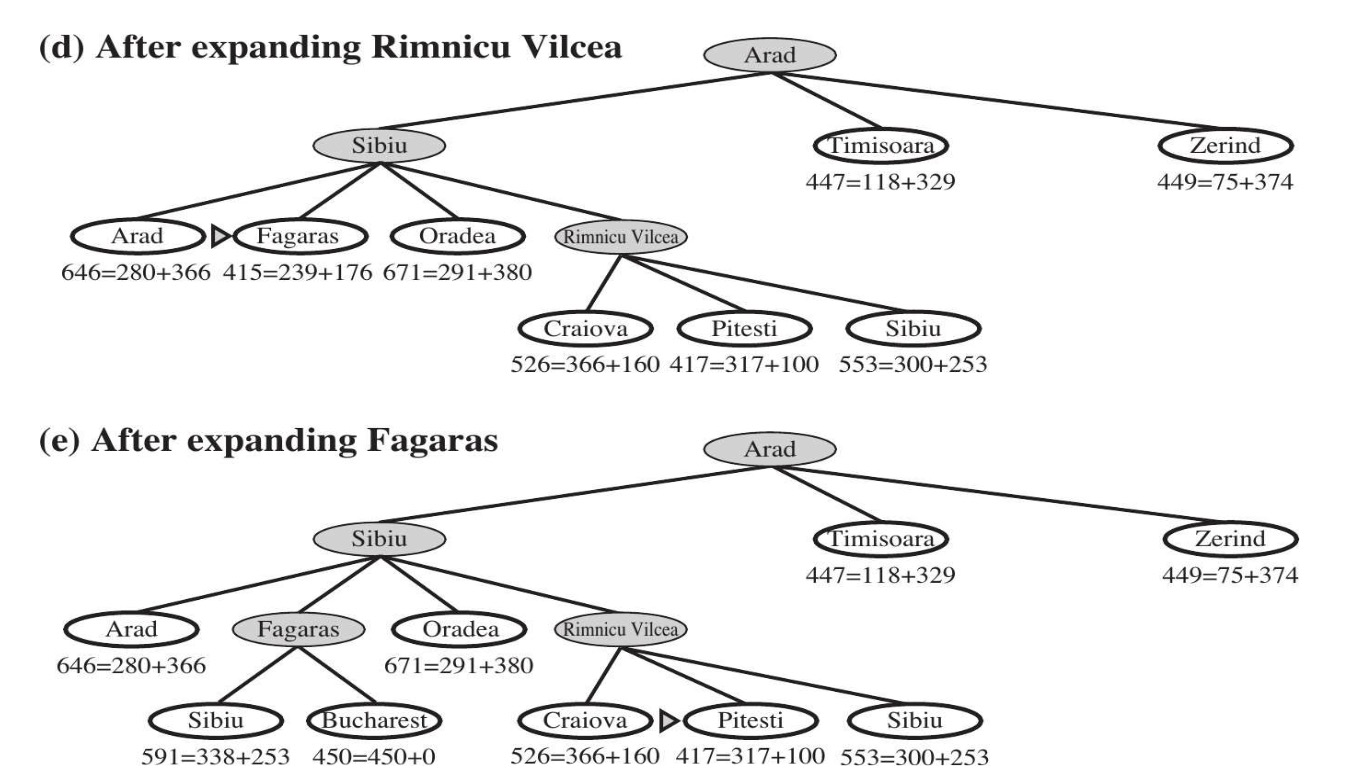 (d) After expanding Rimnicu Vilcea
Arad
Sibiu Timisoara Zerind
447=118+329 449=75+374
Arad Fagaras Oradea Rimnicu Vilcea
646=280+366 415=239+176 671=291+380
Craiova Pitesti Sibiu
526=366+160 417=317+100 553=300+253
(e) After expanding Fagaras
Arad
Sibiu Timisoara Zerind
447=118+329 449=75+374
Arad Fagaras Oradea Rimnicu Vilcea
646=280+366 671=291+380
Sibiu Bucharest Craiova Pitesti Sibiu
591=338+253 450=450+0 526=366+160 417=317+100 553=300+253